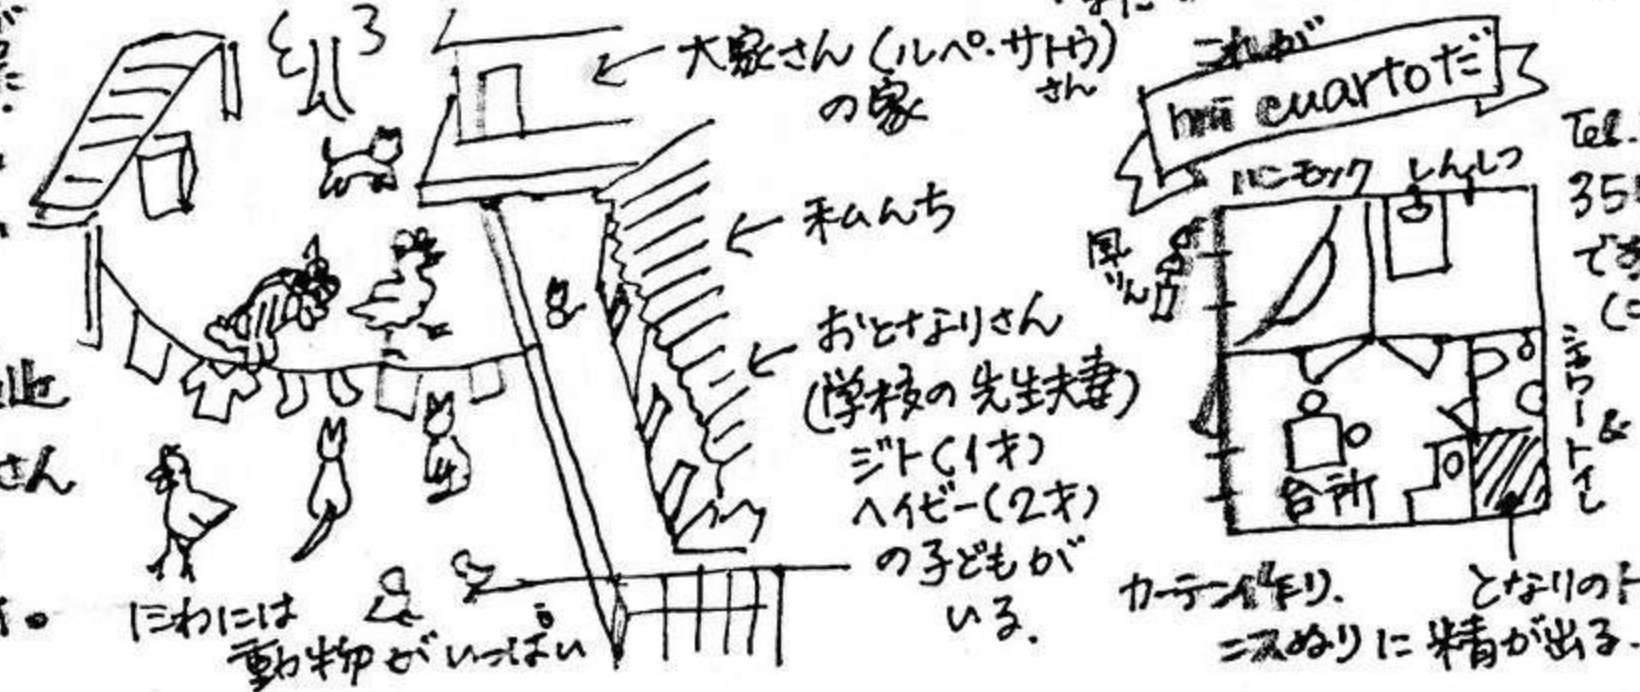 大家さん(ルペ・サトウ)さん
の家
私んち
おとなりさん
(学校の先生夫妻)
ジト(1才)
ヘイビー(2才)
の子どもが
いる.
にわには
動物がいっぱい
これが
mi cuartoだ
ハンモック
しんしつ
風りん
台所
シャワー&トイレ
カーテン作り.
ニスぬりに精が出る.
となりのト
Tel.
35
さん